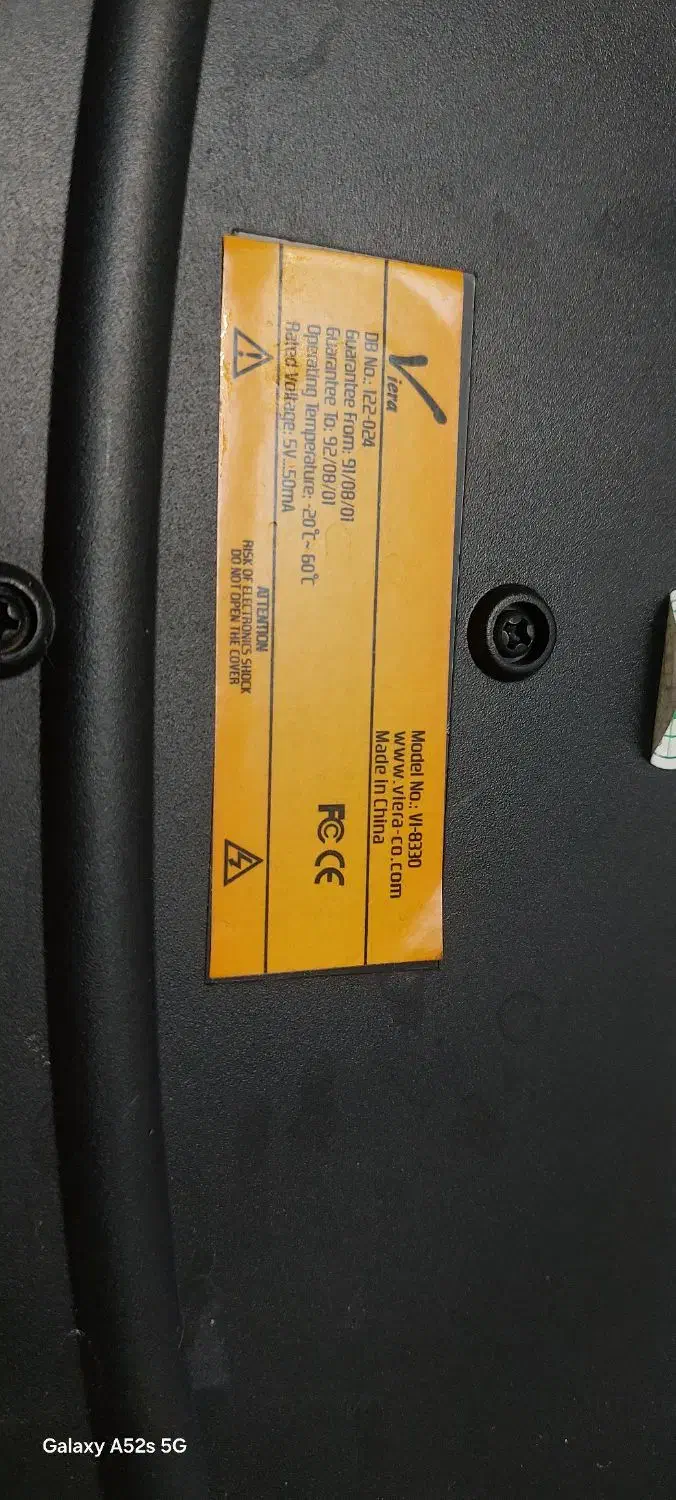 Viera
Model No.: VI-8330
www.viera-co.com
Made in China
DB No.: 122-024
Guarantee From: 91/08/01
Guarantee To: 92/08/01
Operating Temperature: -20℃~ 60℃
Rated Voltage: 5V...50mA
FC CE
ATTENTION
RISK OF ELECTRONICS SHOCK
DO NOT OPEN THE COVER
Galaxy A52s 5G